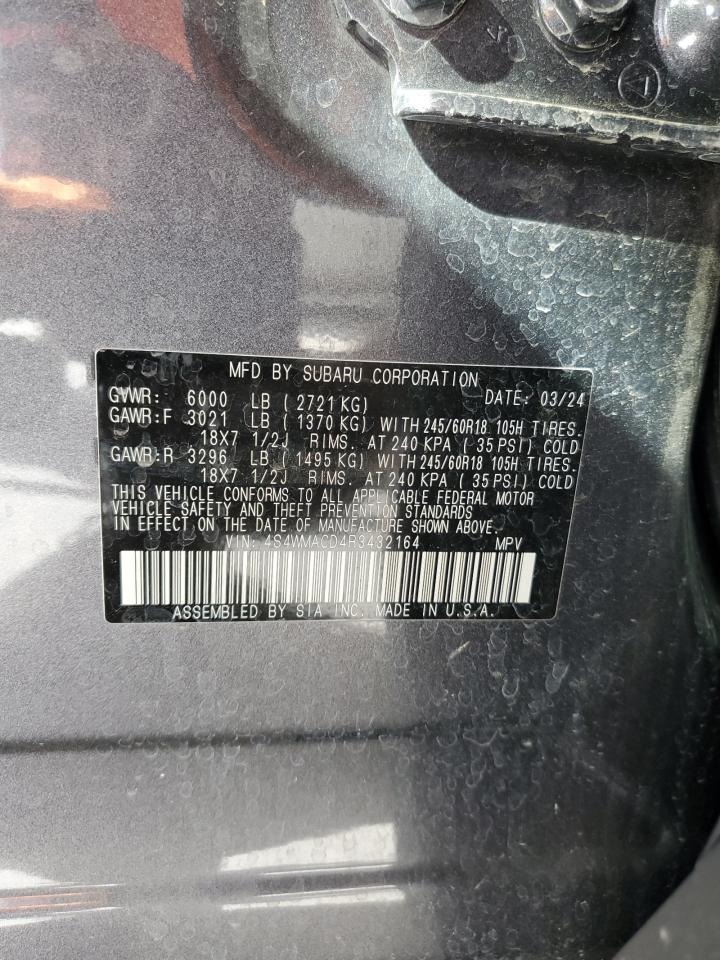 MFD BY SUBARU CORPORATION
GVWR: 6000 LB ( 2721 KG) DATE: 03/24
GAWR:F 3021 LB ( 1370 KG) WITH 245/60R18 105H TIRES.
18X7 1/2J RIMS. AT 240 KPA ( 35 PSI) COLD
GAWR:R 3296 LB ( 1495 KG) WITH 245/60R18 105H TIRES.
18X7 1/2J RIMS. AT 240 KPA ( 35 PSI) COLD
THIS VEHICLE CONFORMS TO ALL APPLICABLE FEDERAL MOTOR
VEHICLE SAFETY AND THEFT PREVENTION STANDARDS
IN EFFECT ON THE DATE OF MANUFACTURE SHOWN ABOVE.
VIN: 4S4WMACD4R3432164 MPV
ASSEMBLED BY SIA INC. MADE IN U.S.A.